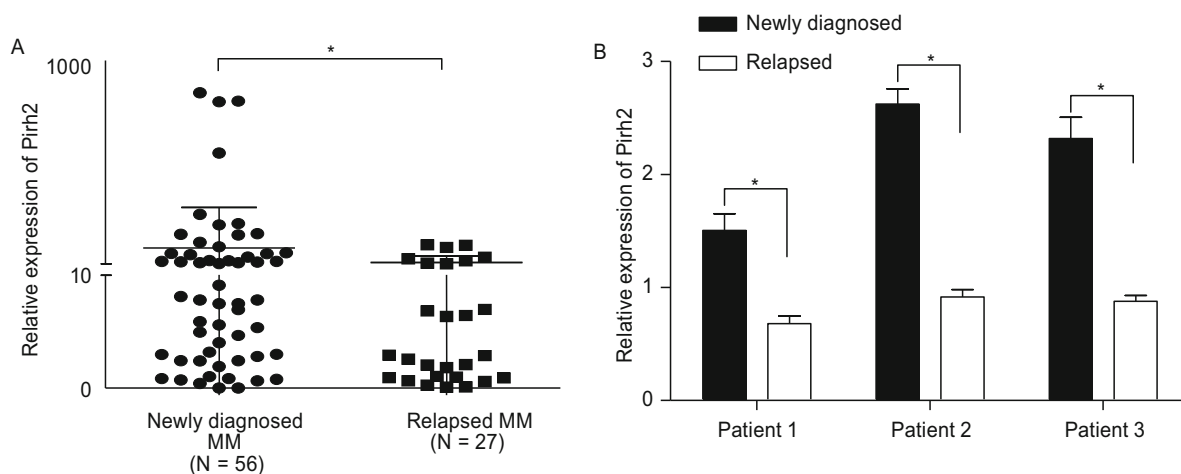 A
*
1000
10
0
Relative expression of Pirh2
Newly diagnosed
MM
(N = 56)
Relapsed MM
(N = 27)
B
Newly diagnosed
Relapsed
3
2
1
0
Relative expression of Pirh2
*
*
*
Patient 1
Patient 2
Patient 3